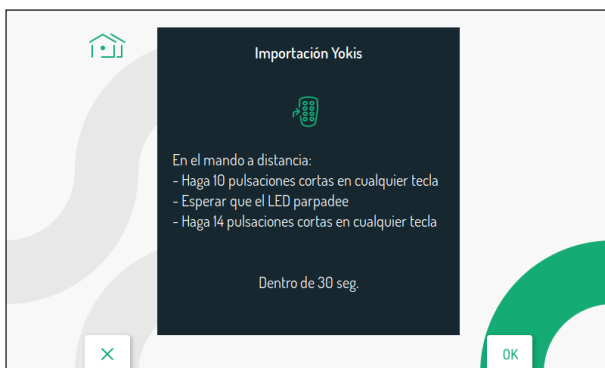 Importación Yokis
En el mando a distancia:
- Haga 10 pulsaciones cortas en cualquier tecla
- Esperar que el LED parpadee
- Haga 14 pulsaciones cortas en cualquier tecla
Dentro de 30 seg.
OK